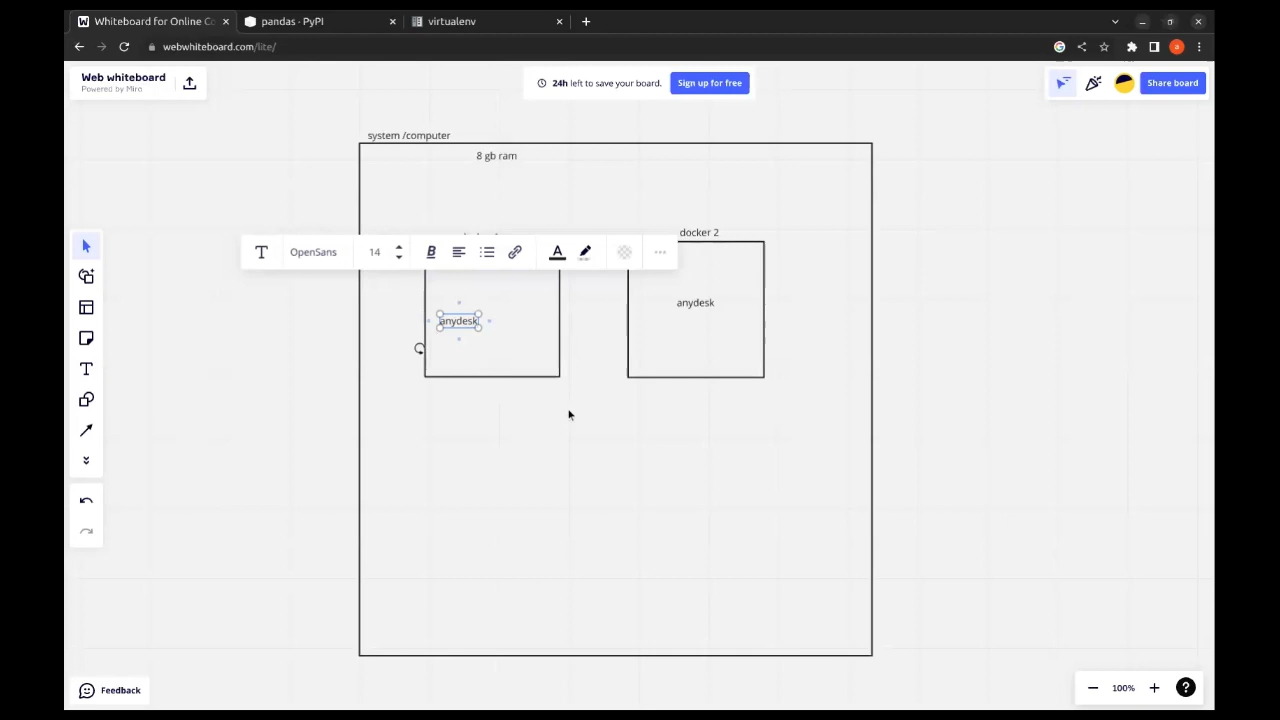 Whiteboard for Online Co
pandas · PyPI
virtualenv
webwhiteboard.com/lite/
a
Web whiteboard
Powered by Miro
24h left to save your board.
Sign up for free
Share board
system /computer
8 gb ram
docker 2
OpenSans
14
B
A
anydesk
anydesk
Feedback
100%